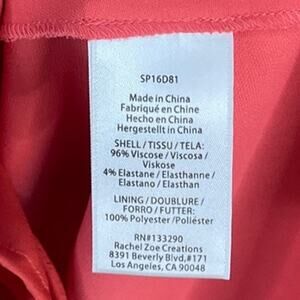 SP16D81
Made in China
Fabriqué en Chine
Hecho en China
Hergestellt in China
SHELL / TISSU / TELA:
96% Viscose / Viscosa /
Viskose
4% Elastane / Elasthanne /
Elastano / Elasthan
LINING / DOUBLURE /
FORRO / FUTTER:
100% Polyester /Poliéster
RN#133290
Rachel Zoe Creations
8391 Beverly Blvd,#171
Los Angeles, CA 90048